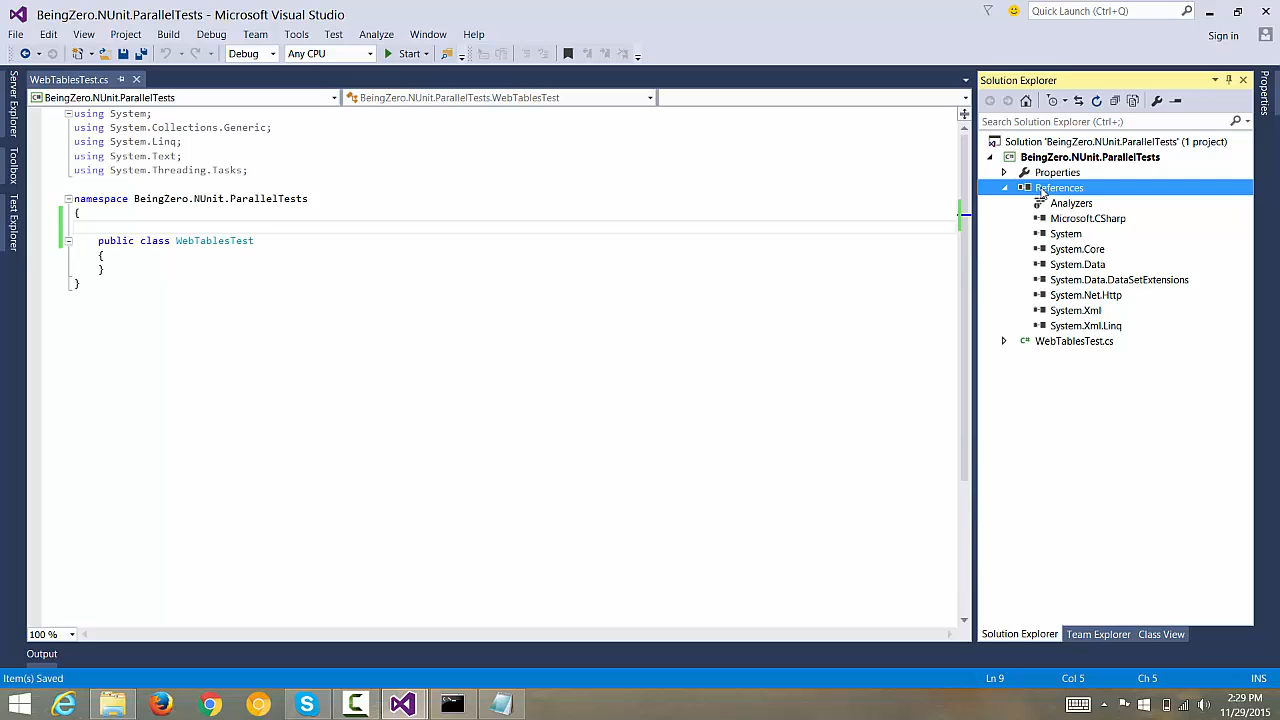 BeingZero.NUnit.ParallelTests - Microsoft Visual Studio
Quick Launch (Ctrl+Q)
File Edit View Project Build Debug Team Tools Test Analyze Window Help
Sign in
Debug Any CPU Start
Server Explorer
Toolbox
Test Explorer
WebTablesTest.cs
BeingZero.NUnit.ParallelTests BeingZero.NUnit.ParallelTests.WebTablesTest
using System;
using System.Collections.Generic;
using System.Linq;
using System.Text;
using System.Threading.Tasks;
namespace BeingZero.NUnit.ParallelTests
{
public class WebTablesTest
{
}
}
100 %
Solution Explorer
Search Solution Explorer (Ctrl+;)
Solution 'BeingZero.NUnit.ParallelTests' (1 project)
BeingZero.NUnit.ParallelTests
Properties
References
Analyzers
Microsoft.CSharp
System
System.Core
System.Data
System.Data.DataSetExtensions
System.Net.Http
System.Xml
System.Xml.Linq
WebTablesTest.cs
Solution Explorer Team Explorer Class View
Properties
Output
Item(s) Saved Ln 9 Col 5 Ch 5 INS
2:29 PM
11/29/2015